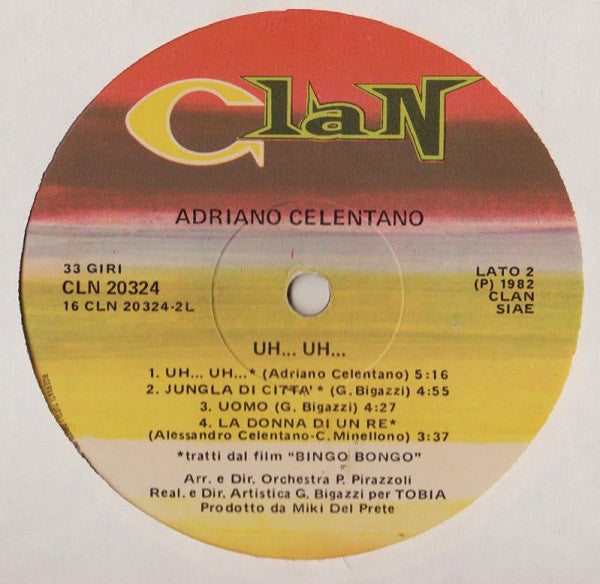 Clan
ADRIANO CELENTANO
33 GIRI
CLN 20324
16 CLN 20324-2L
LATO 2
(P) 1982
CLAN
SIAE
UH... UH...
1. UH... UH...* (Adriano Celentano) 5:16
2. JUNGLA DI CITTA'* (G. Bigazzi) 4:55
3. UOMO (G. Bigazzi) 4:27
4. LA DONNA DI UN RE*
(Alessandro Celentano-C. Minellono) 3:37
*tratti dal film "BINGO BONGO"
Arr. e Dir. Orchestra P. Pirazzoli
Real. e Dir. Artistica G. Bigazzi per TOBIA
Prodotto da Miki Del Prete